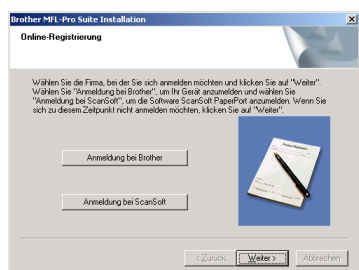 Brother MFL-Pro Suite Installation
Online-Registrierung
Wählen Sie die Firma, bei der Sie sich anmelden möchten und klicken Sie auf "Weiter".
Wählen Sie "Anmeldung bei Brother", um Ihr Gerät anzumelden und wählen Sie
"Anmeldung bei ScanSoft", um die Software ScanSoft PaperPort anzumelden. Wenn Sie
sich zu diesem Zeitpunkt nicht anmelden möchten, klicken Sie auf "Weiter".
Anmeldung bei Brother
Anmeldung bei ScanSoft
< Zurück
Weiter >
Abbrechen